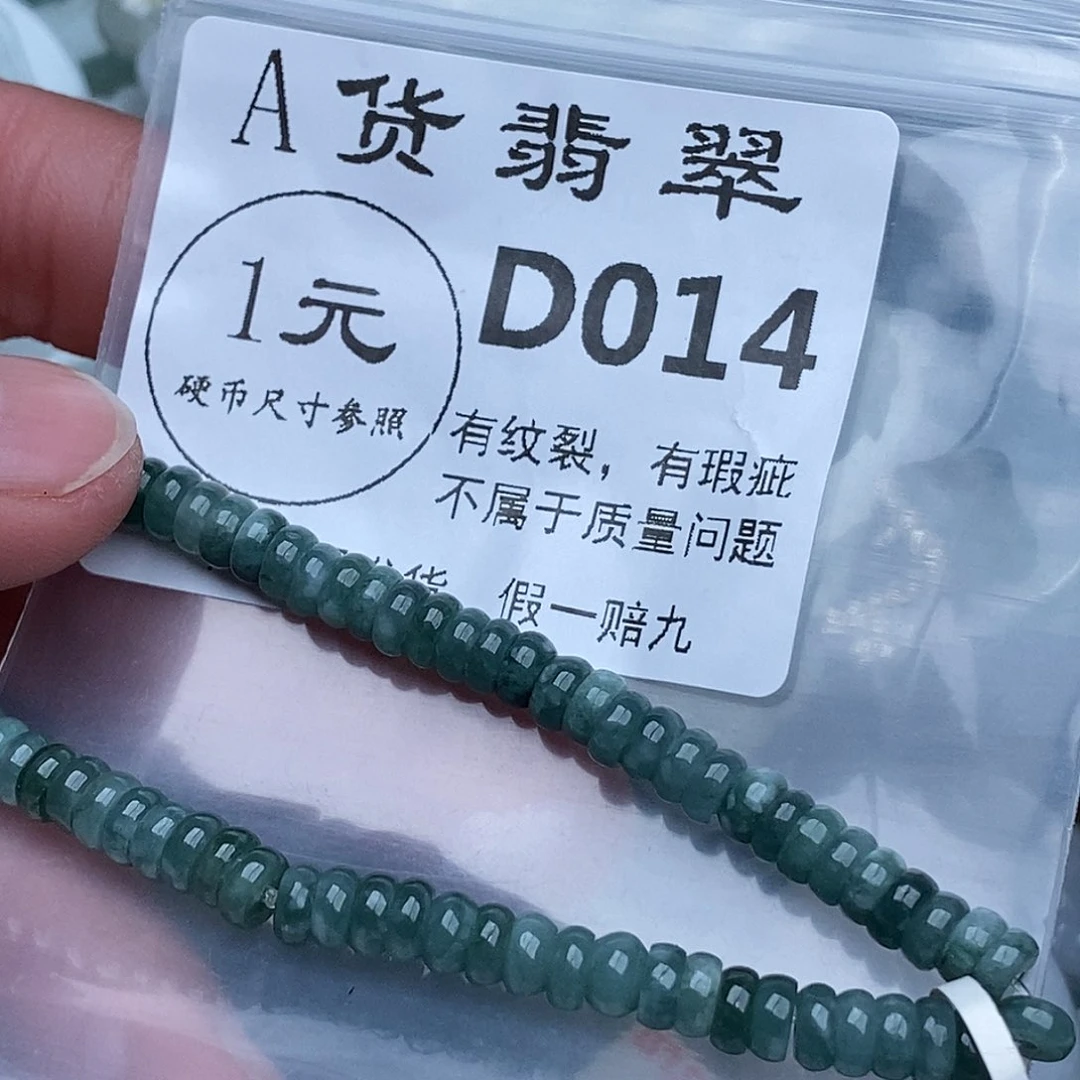 A货翡翠
1元
硬币尺寸参照
D014
有纹裂，有瑕疵
不属于质量问题
货 假一赔九